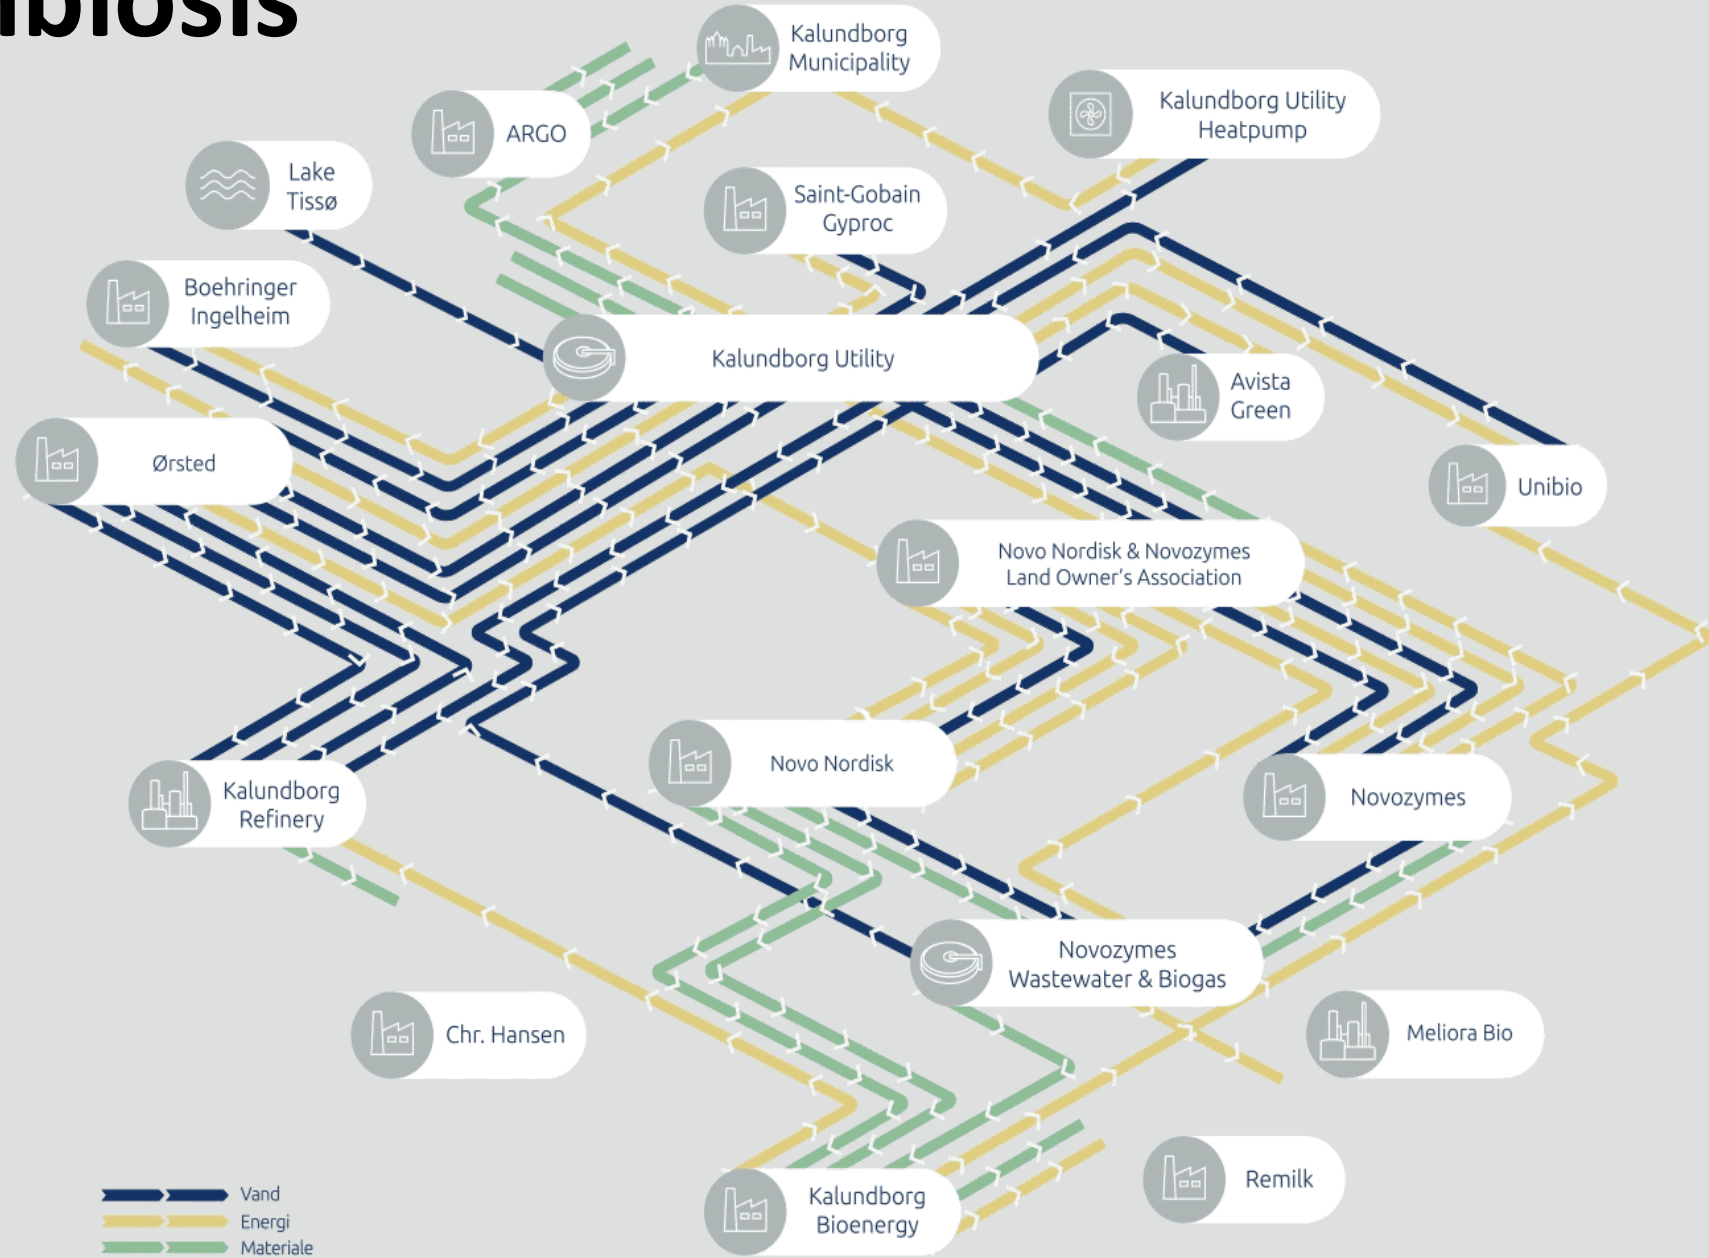 Kalundborg
Municipality
Kalundborg Utility
Heatpump
ARGO
Lake
Tissø
Saint-Gobain
Gyproc
Boehringer
Ingelheim
Kalundborg Utility
Avista
Green
Ørsted
Unibio
Novo Nordisk & Novozymes
Land Owner's Association
Novo Nordisk
Kalundborg
Refinery
Novozymes
Novozymes
Wastewater & Biogas
Chr. Hansen
Meliora Bio
Kalundborg
Bioenergy
Remilk
Vand
Energi
Materiale